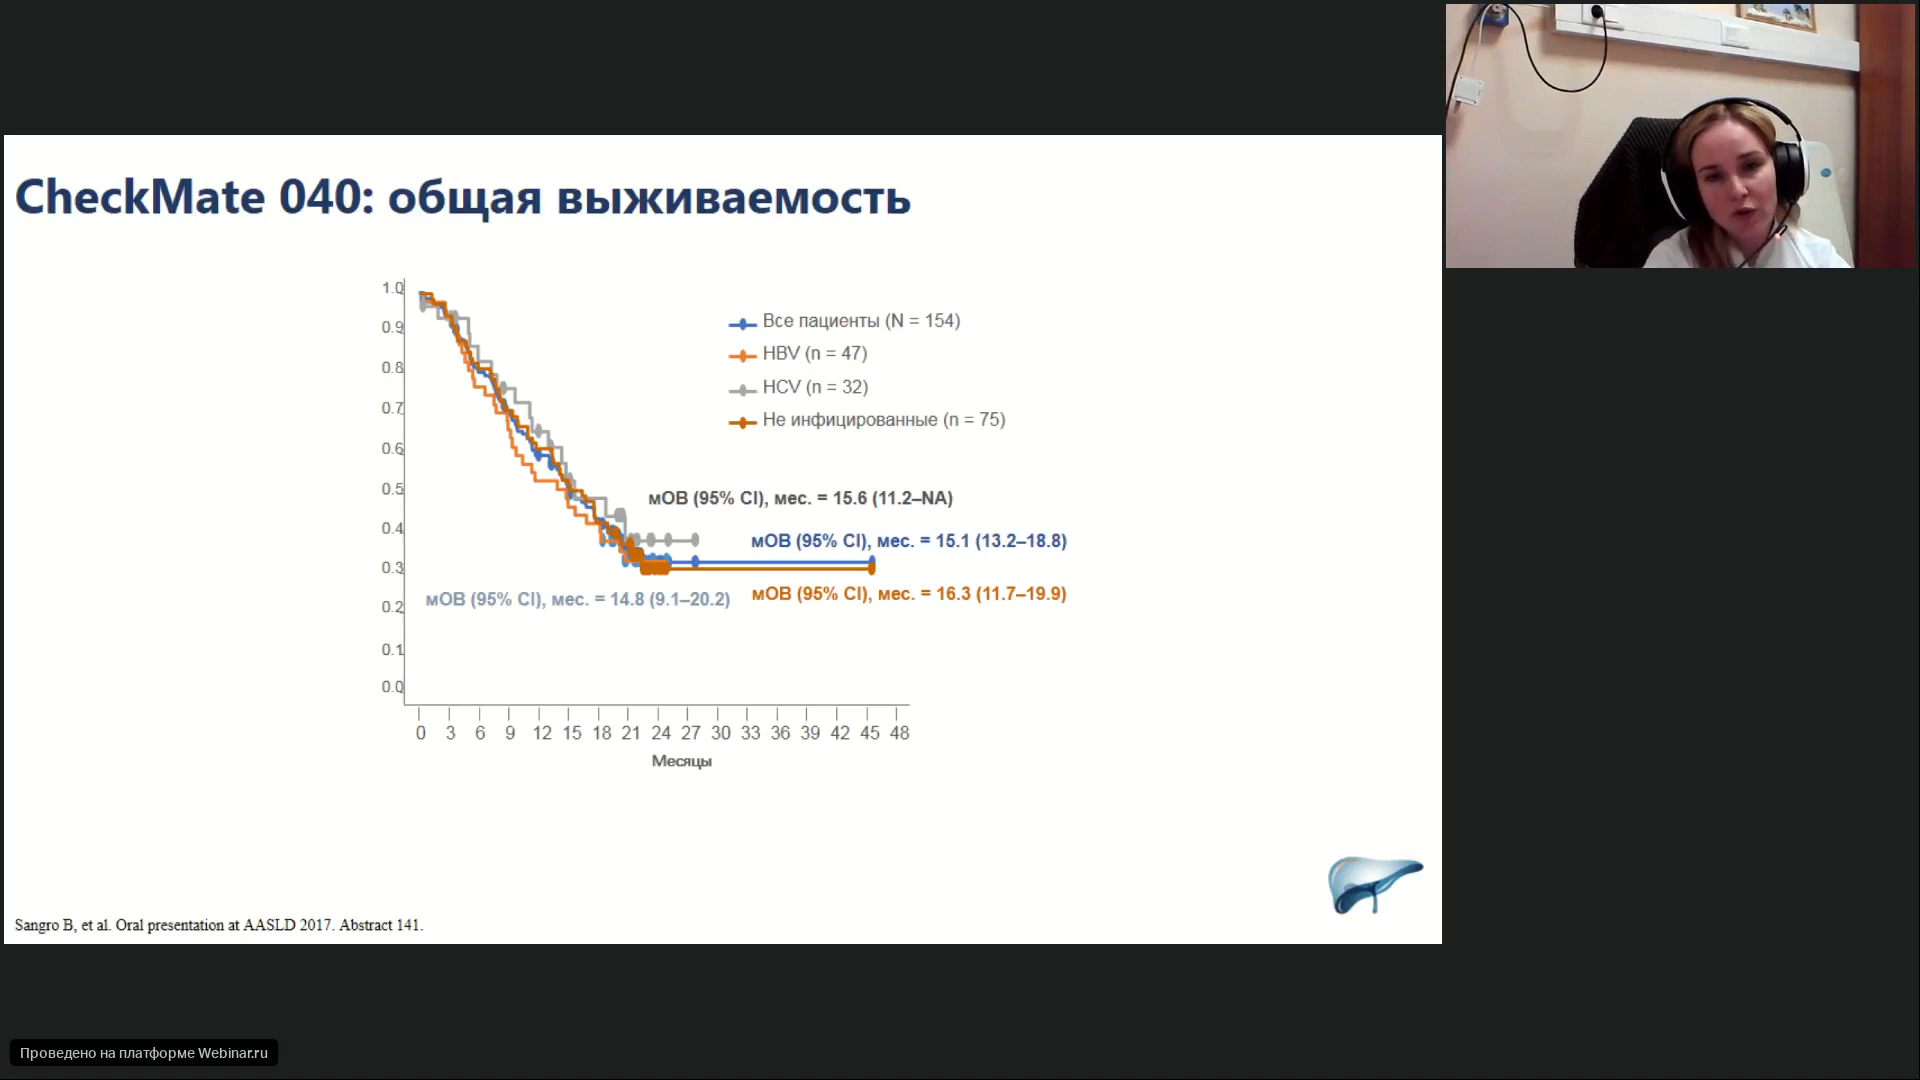 CheckMate 040: общая выживаемость
1.0
0.9
0.8
0.7
0.6
0.5
0.4
0.3
0.2
0.1
0.0
Все пациенты (N = 154)
HBV (n = 47)
HCV (n = 32)
Не инфицированные (n = 75)
мОВ (95% CI), мес. = 15.6 (11.2–NA)
мОВ (95% CI), мес. = 15.1 (13.2–18.8)
мОВ (95% CI), мес. = 16.3 (11.7–19.9)
мОВ (95% CI), мес. = 14.8 (9.1–20.2)
0 3 6 9 12 15 18 21 24 27 30 33 36 39 42 45 48
Месяцы
Sangro B, et al. Oral presentation at AASLD 2017. Abstract 141.
Проведено на платформе Webinar.ru